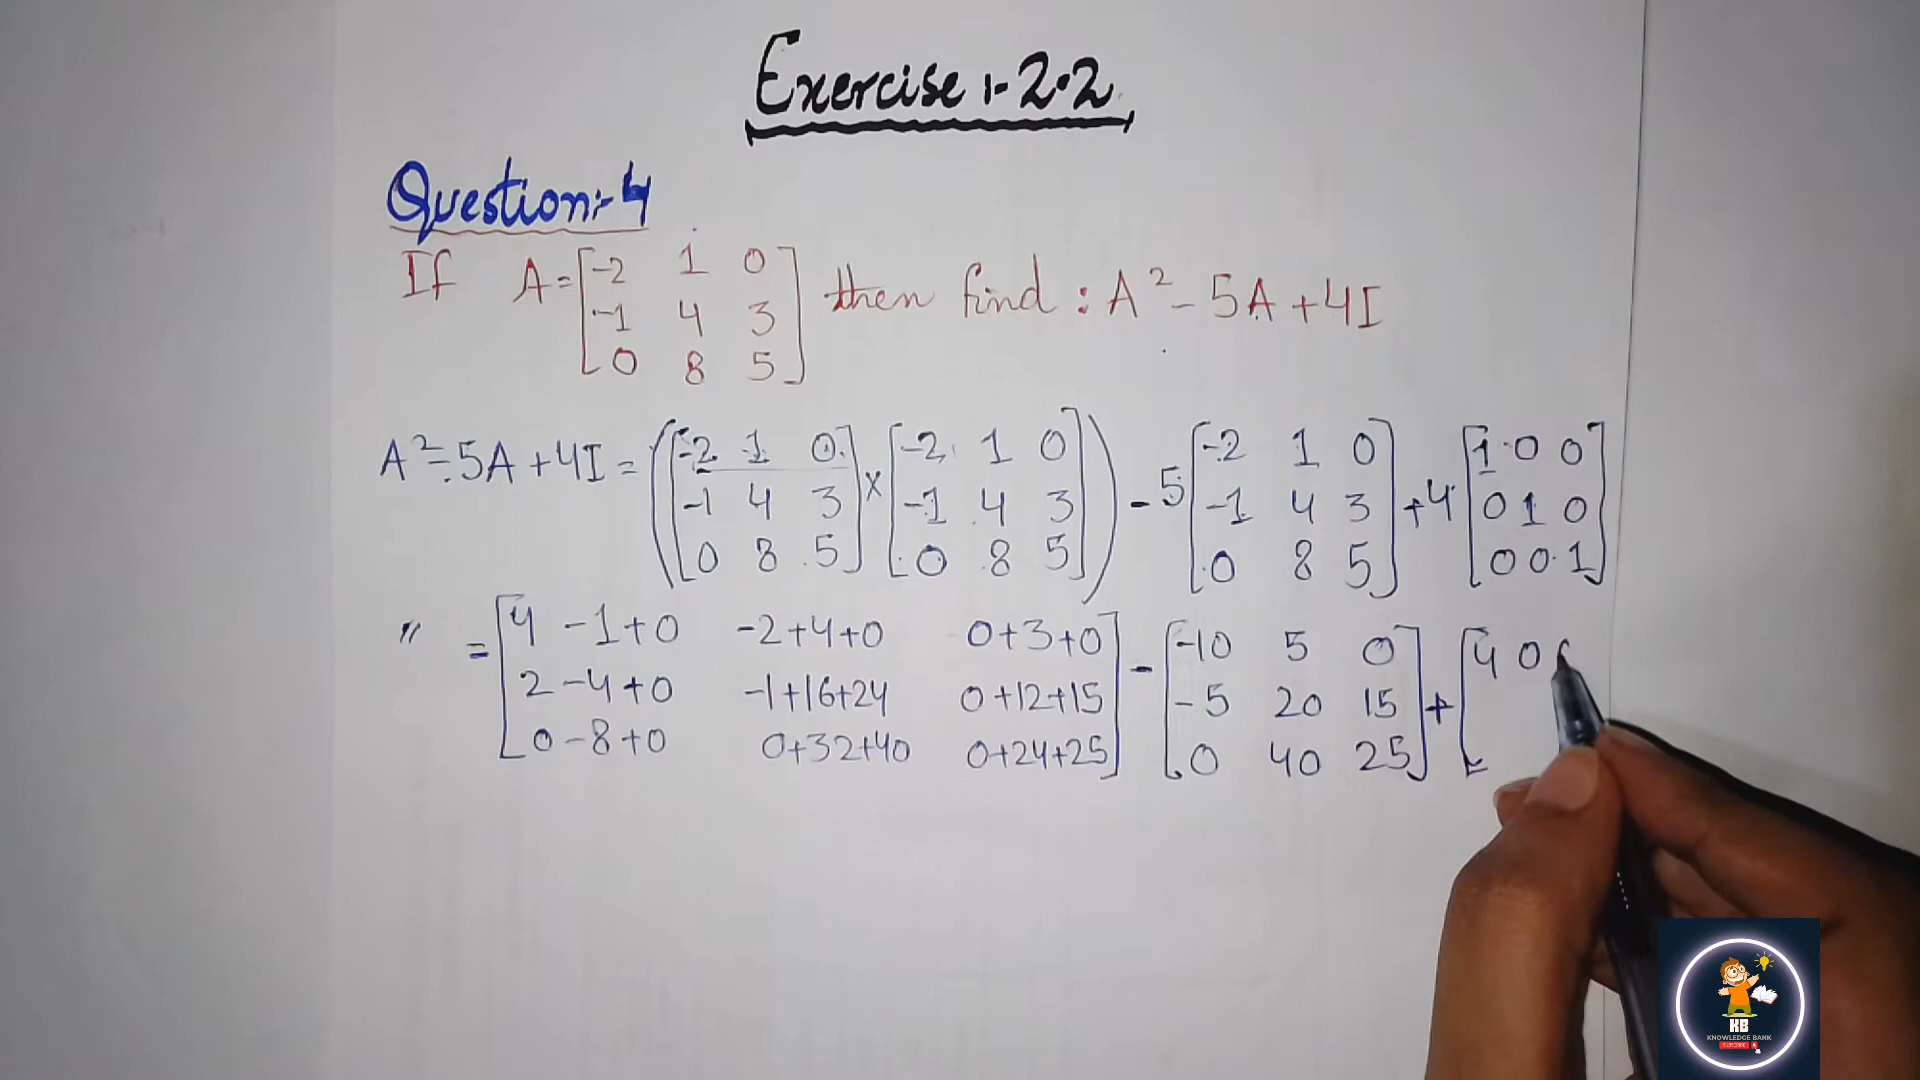 Exercise :- 2.2
Question:- 4
If A = [-2 1 0
-1 4 3
0 8 5] then find : A² - 5A + 4I
A² - 5A + 4I = ([-2 1 0] × [-2 1 0]) - 5[-2 1 0] + 4[1 0 0]
-1 4 3 -1 4 3 -1 4 3 0 1 0
0 8 5 0 8 5 0 8 5 0 0 1
" = [4 -1+0 -2+4+0 0+3+0] - [-10 5 0] + [4 0
2 -4+0 -1+16+24 0+12+15 -5 20 15
0 -8+0 0+32+40 0+24+25 0 40 25
KB
KNOWLEDGE BANK
SUBSCRIBE